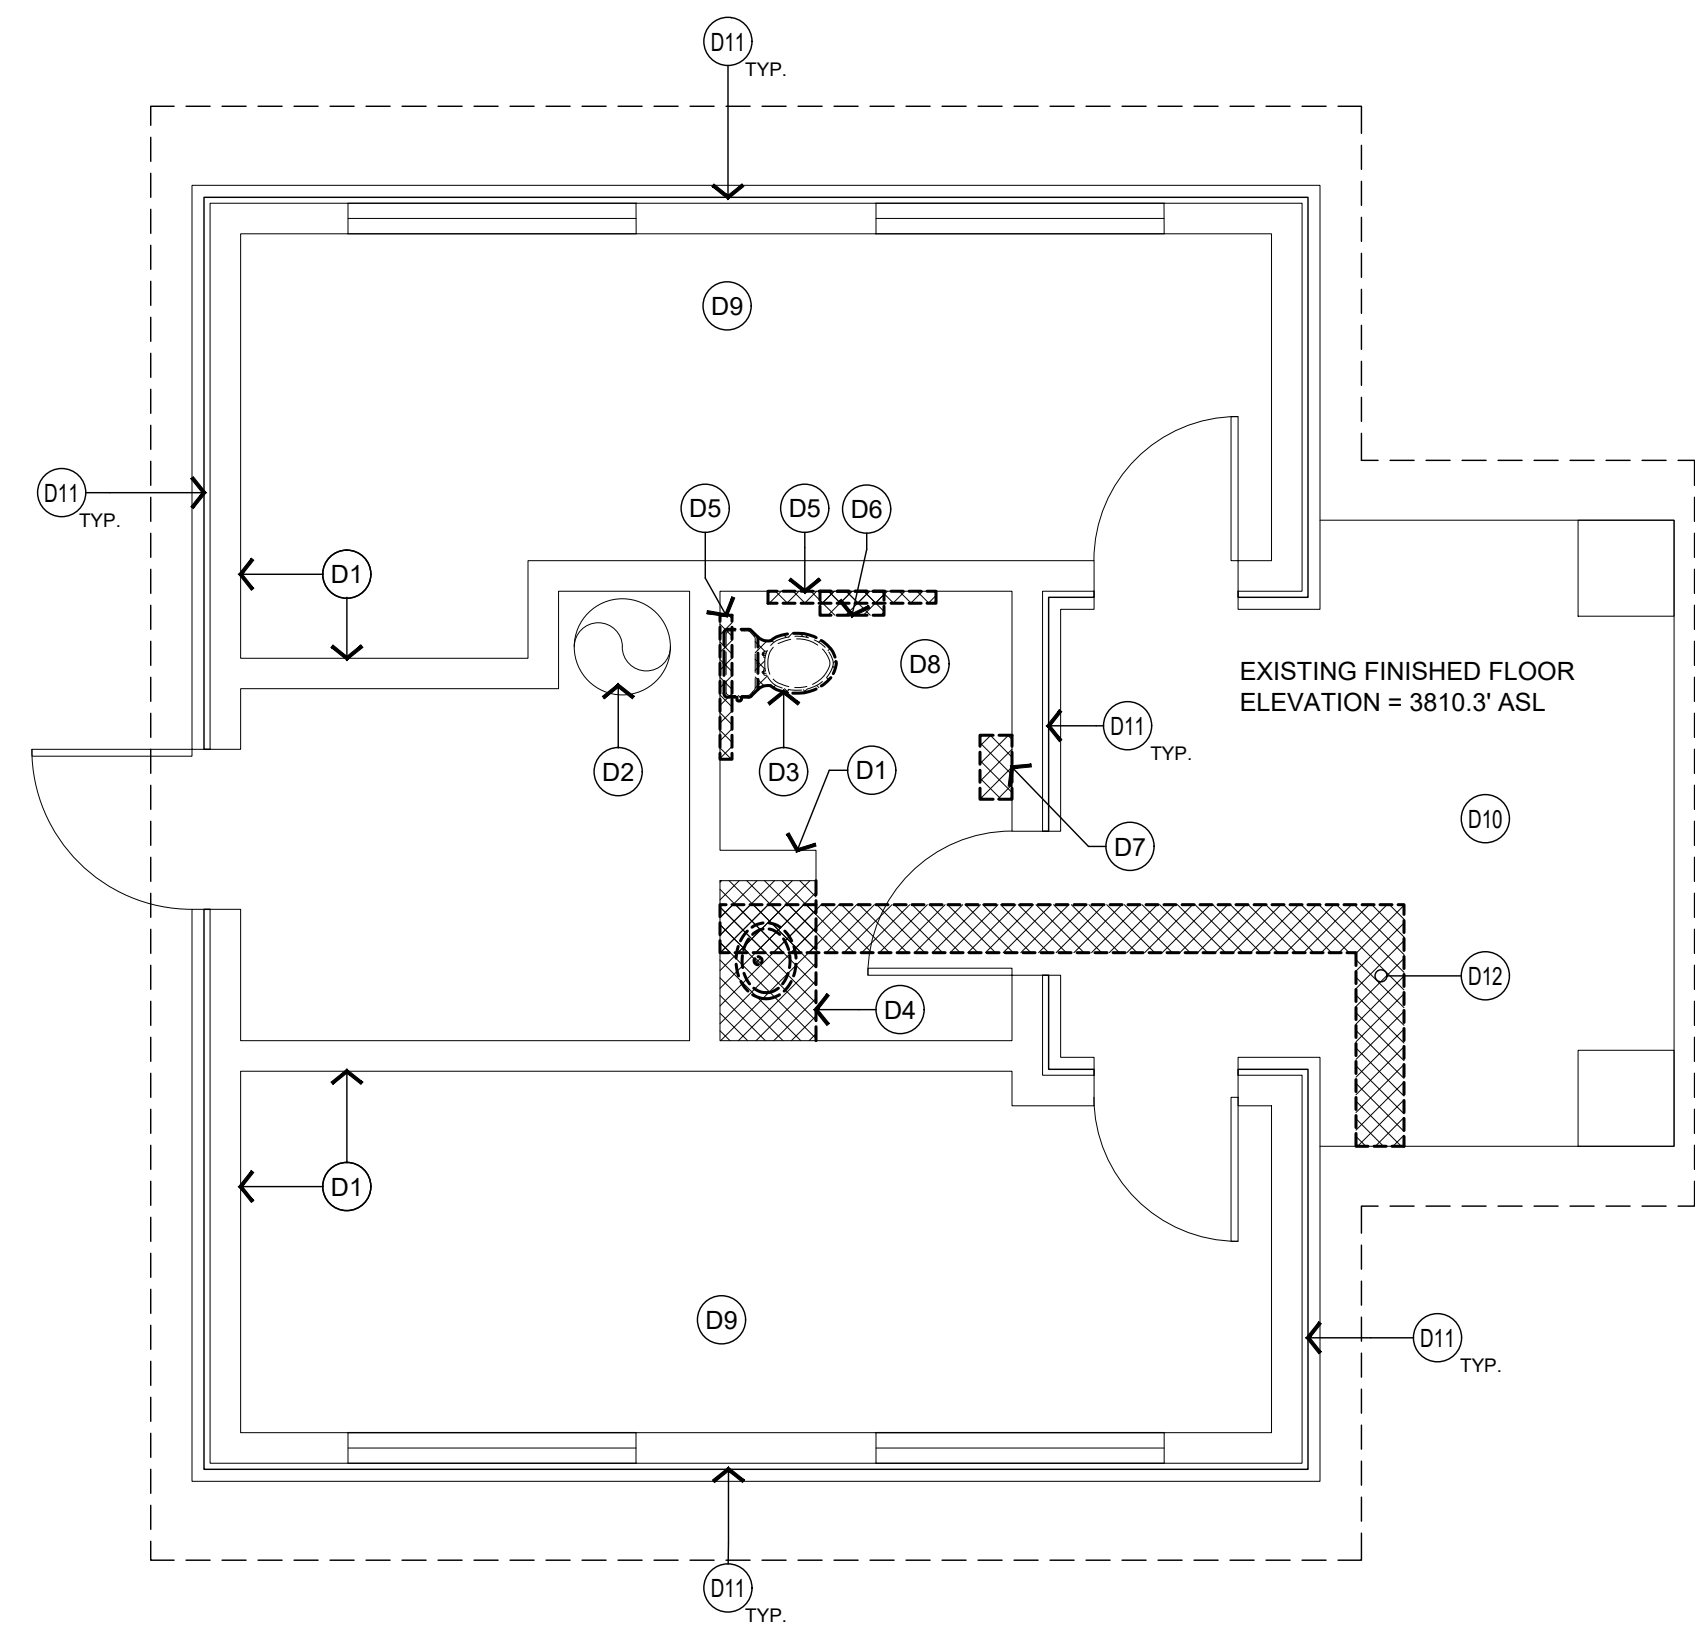 D11
TYP.
D9
D11
TYP.
D5
D5
D6
D1
D8
EXISTING FINISHED FLOOR
ELEVATION = 3810.3' ASL
D11
TYP.
D2
D3
D1
D10
D7
D12
D4
D1
D9
D11
TYP.
D11
TYP.